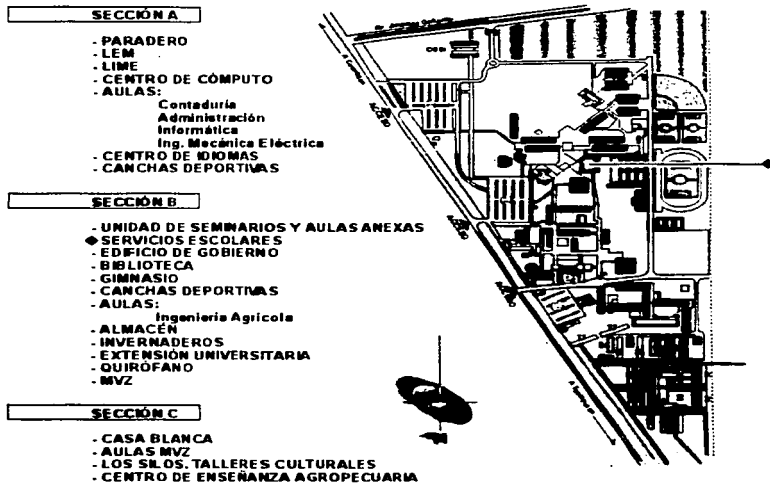 SECCIÓN A
- PARADERO
- LEM
- LIME
- CENTRO DE CÓMPUTO
- AULAS:
Contaduría
Administración
Informática
Ing. Mecánica Eléctrica
- CENTRO DE IDIOMAS
- CANCHAS DEPORTIVAS
SECCIÓN B
- UNIDAD DE SEMINARIOS Y AULAS ANEXAS
SERVICIOS ESCOLARES
- EDIFICIO DE GOBIERNO
- BIBLIOTECA
- GIMNASIO
- CANCHAS DEPORTIVAS
- AULAS:
Ingeniería Agrícola
- ALMACÉN
- INVERNADEROS
- EXTENSIÓN UNIVERSITARIA
- QUIRÓFANO
- MVZ
SECCIÓN C
- CASA BLANCA
- AULAS MVZ
- LOS SILOS, TALLERES CULTURALES
- CENTRO DE ENSEÑANZA AGROPECUARIA